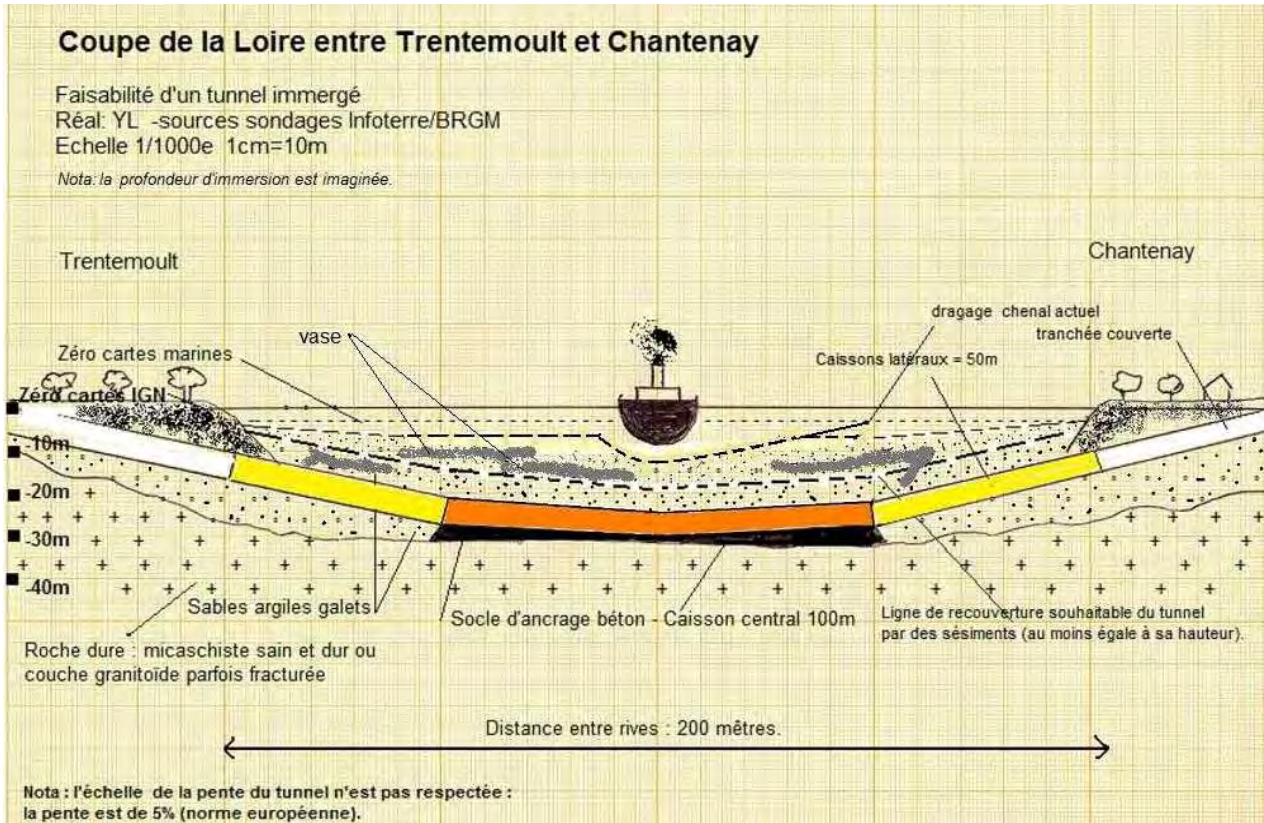 Coupe de la Loire entre Trentemoult et Chantenay
Faisabilité d'un tunnel immergé
Réal: YL -sources sondages Infoterre/BRGM
Echelle 1/1000e 1cm=10m
Nota: la profondeur d'immersion est imaginée.
Trentemoult
Chantenay
dragage chenal actuel
tranchée couverte
vase
Zéro cartes marines
Caissons latéraux = 50m
Zéro cartes IGN
-10m
-20m
-30m
-40m
Sables argiles galets
Socle d'ancrage béton - Caisson central 100m
Ligne de recouverture souhaitable du tunnel
par des sésiments (au moins égale à sa hauteur).
Roche dure : micaschiste sain et dur ou
couche granitoïde parfois fracturée
Distance entre rives : 200 mêtres.
Nota : l'échelle de la pente du tunnel n'est pas respectée :
la pente est de 5% (norme européenne).